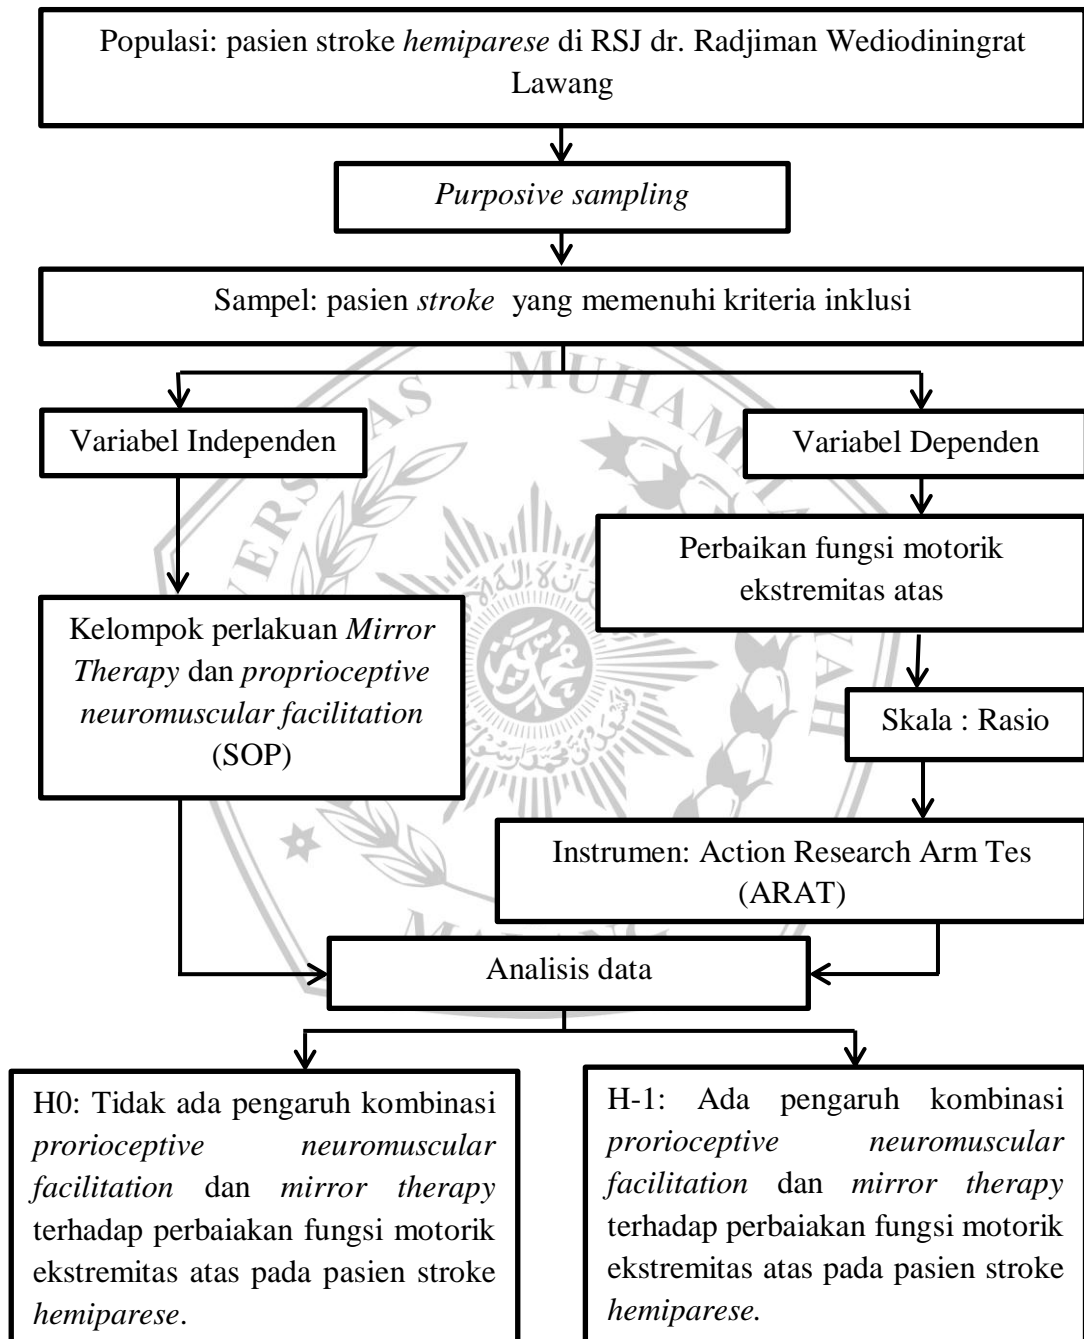 Populasi: pasien stroke hemiparese di RSJ dr. Radjiman Wediodiningrat
Lawang
Purposive sampling
Sampel: pasien stroke yang memenuhi kriteria inklusi
Variabel Independen
Variabel Dependen
Perbaikan fungsi motorik
ekstremitas atas
Kelompok perlakuan Mirror
Therapy dan proprioceptive
neuromuscular facilitation
(SOP)
Skala : Rasio
Instrumen: Action Research Arm Tes
(ARAT)
Analisis data
H0: Tidak ada pengaruh kombinasi
prorioceptive neuromuscular
facilitation dan mirror therapy
terhadap perbaiakan fungsi motorik
ekstremitas atas pada pasien stroke
hemiparese.
H-1: Ada pengaruh kombinasi
prorioceptive neuromuscular
facilitation dan mirror therapy
terhadap perbaiakan fungsi motorik
ekstremitas atas pada pasien stroke
hemiparese.